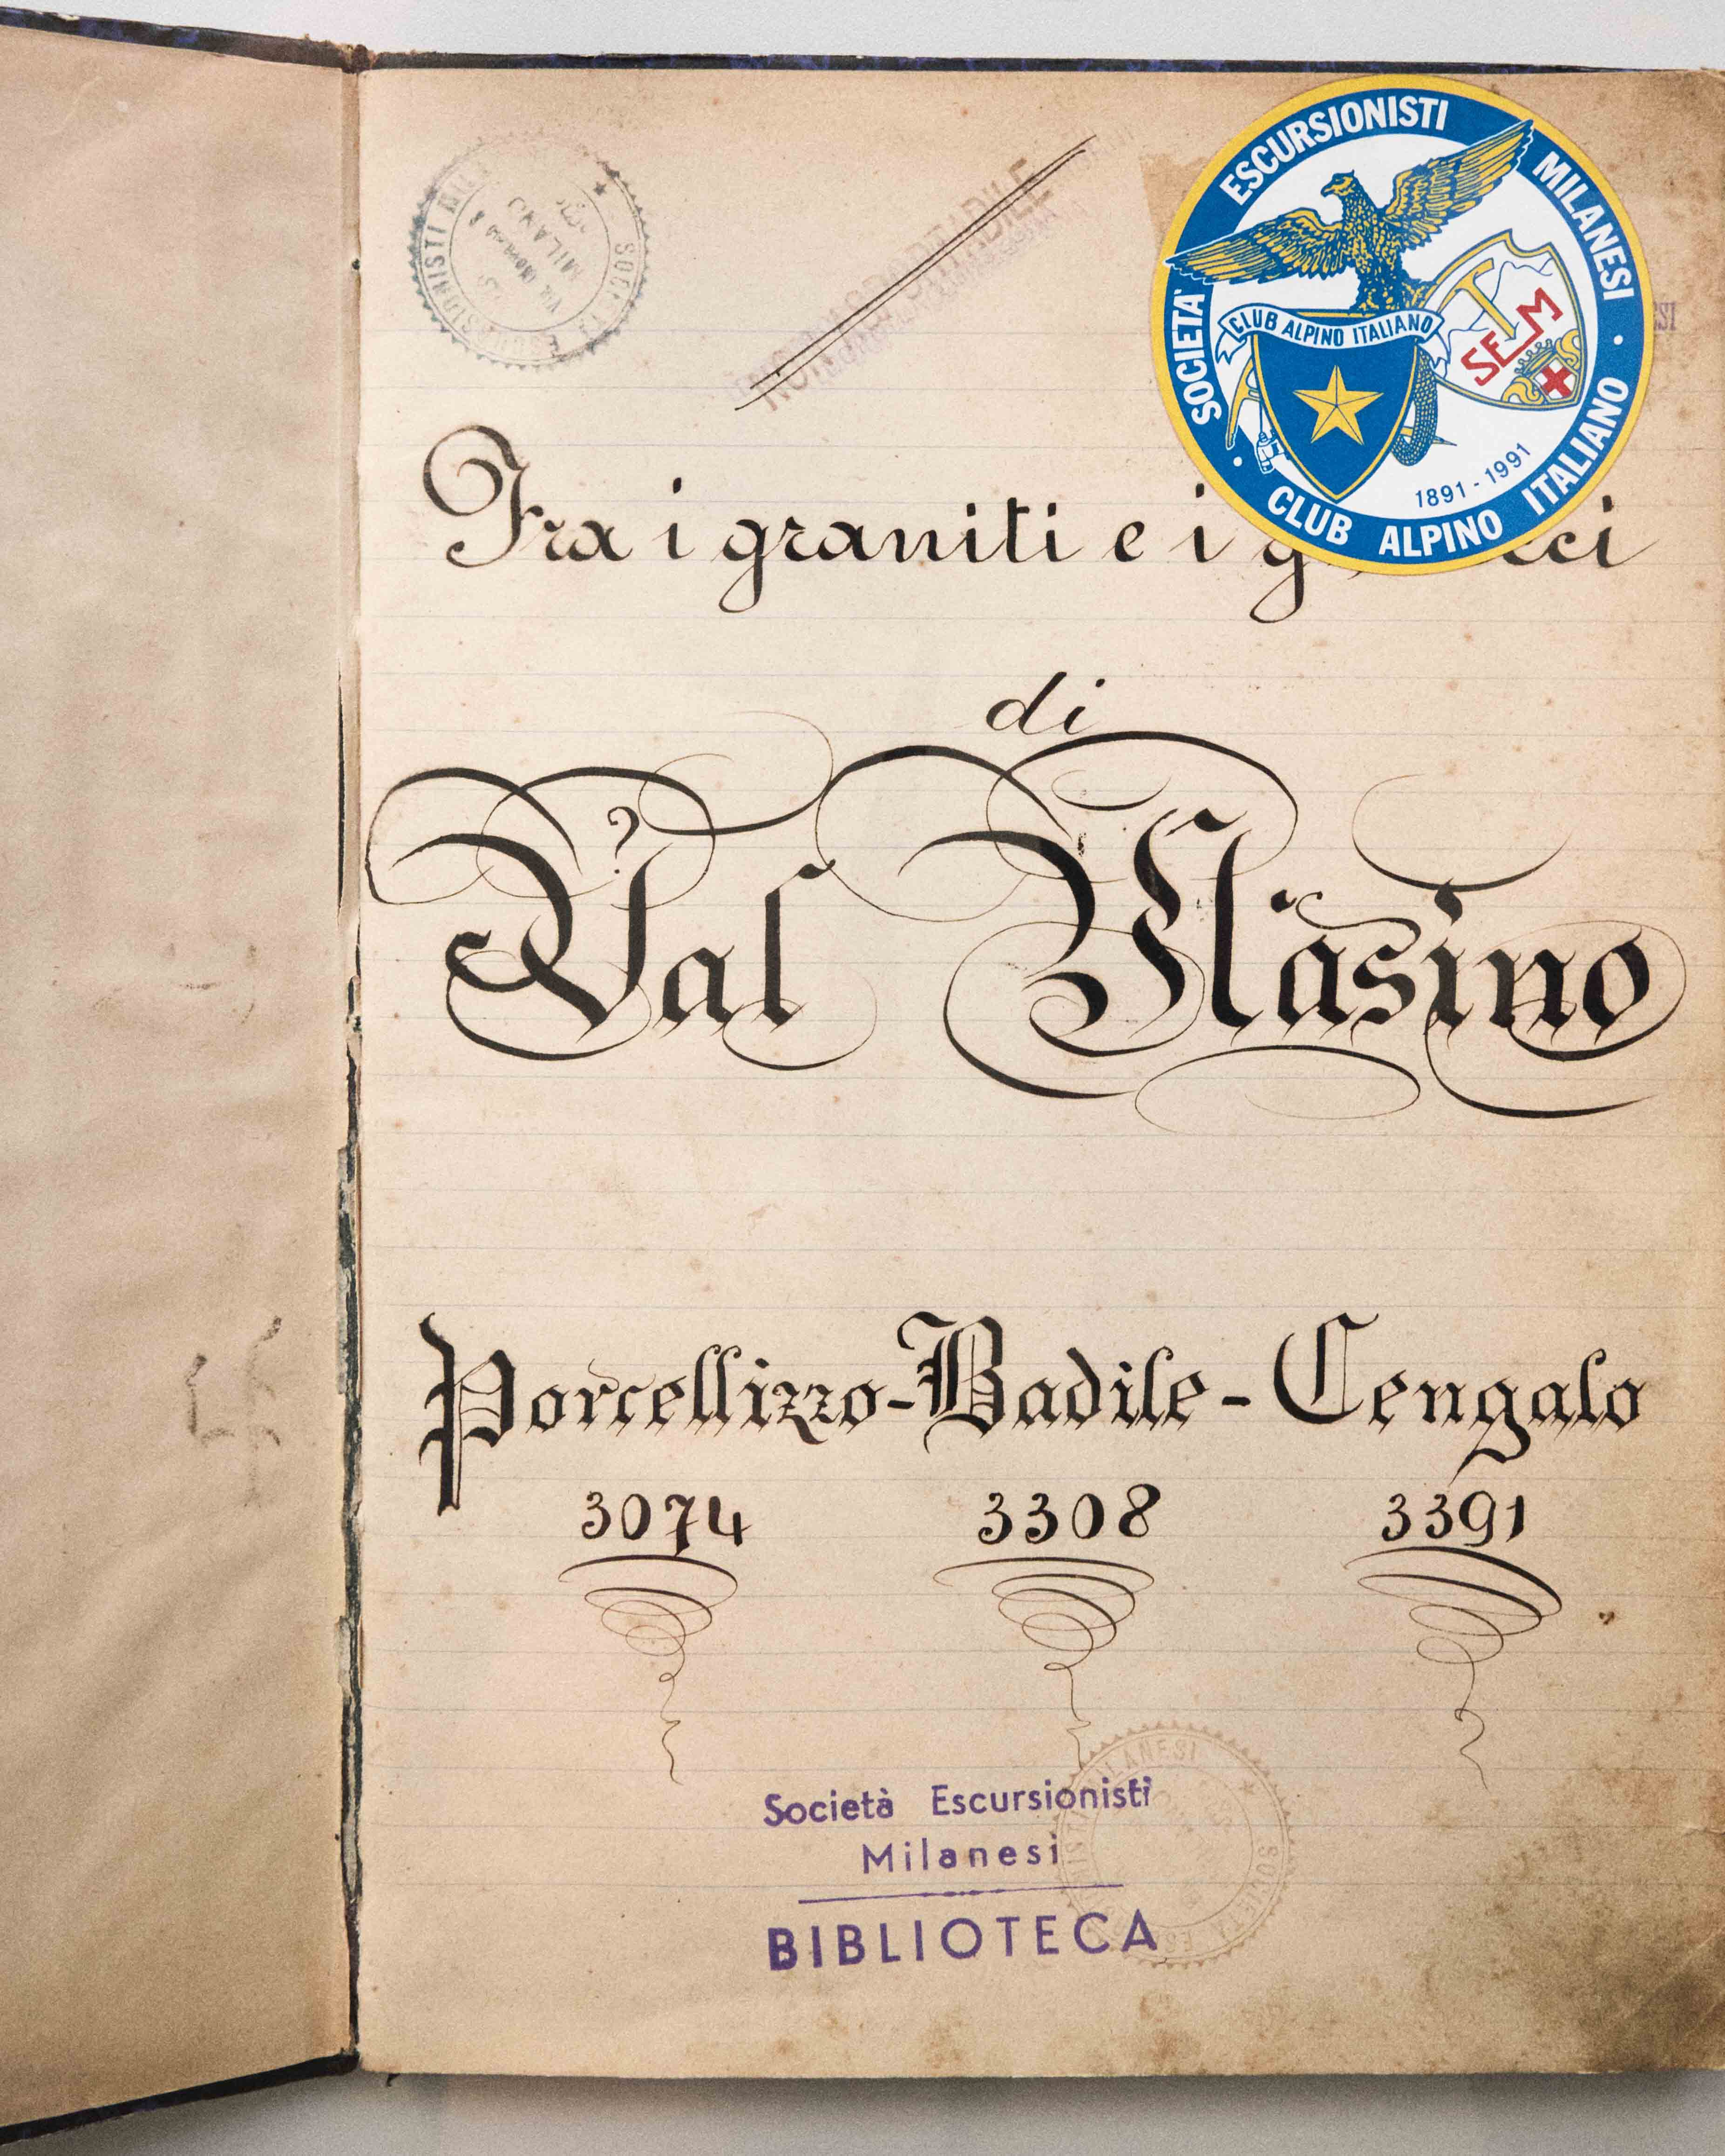 SOCIETA' ESCURSIONISTI MILANESI · CLUB ALPINO ITALIANO ·
CLUB ALPINO ITALIANO
SEM
1891 - 1991
Fra i graniti e i
di
Val Masino
Porcellizzo - Badile - Cengalo
3074 3308 3391
Società Escursionisti
Milanesi
BIBLIOTECA